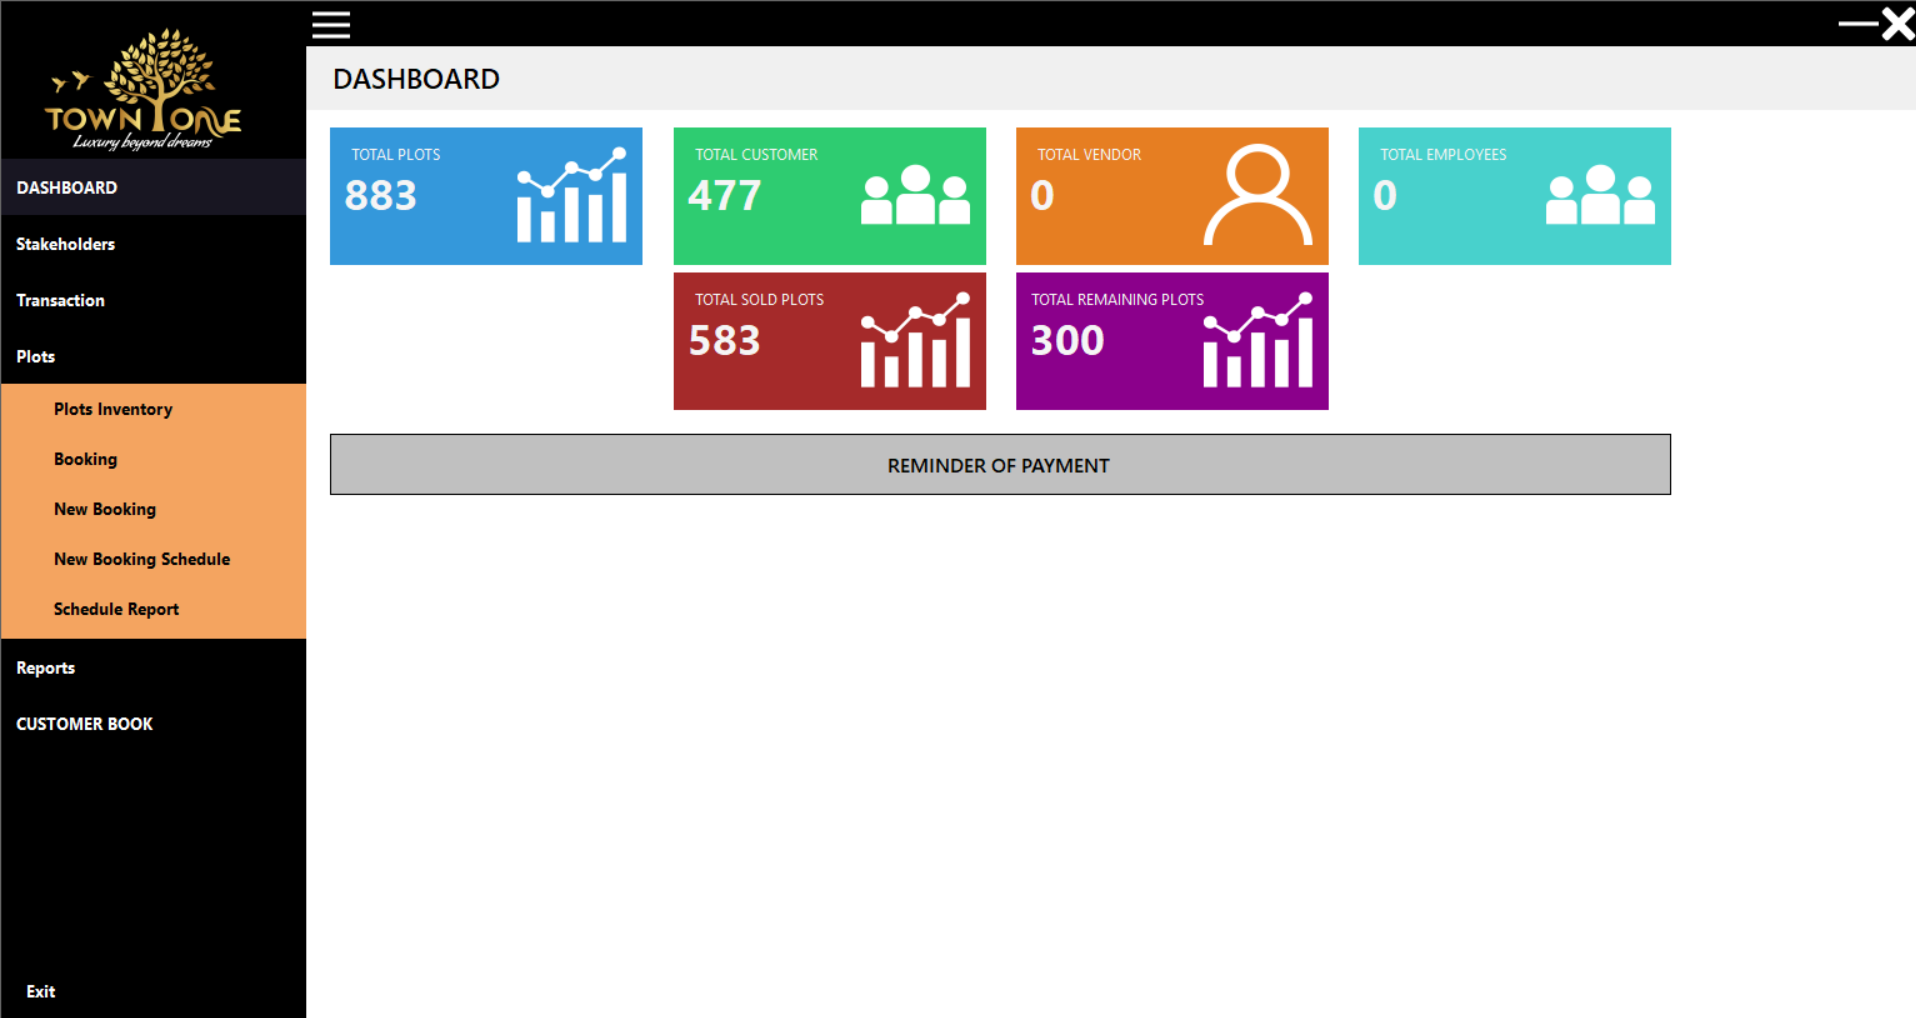 TOWN ONE
Luxury beyond dreams
DASHBOARD
Stakeholders
Transaction
Plots
Plots Inventory
Booking
New Booking
New Booking Schedule
Schedule Report
Reports
CUSTOMER BOOK
Exit
DASHBOARD
TOTAL PLOTS
883
TOTAL CUSTOMER
477
TOTAL VENDOR
0
TOTAL EMPLOYEES
0
TOTAL SOLD PLOTS
583
TOTAL REMAINING PLOTS
300
REMINDER OF PAYMENT